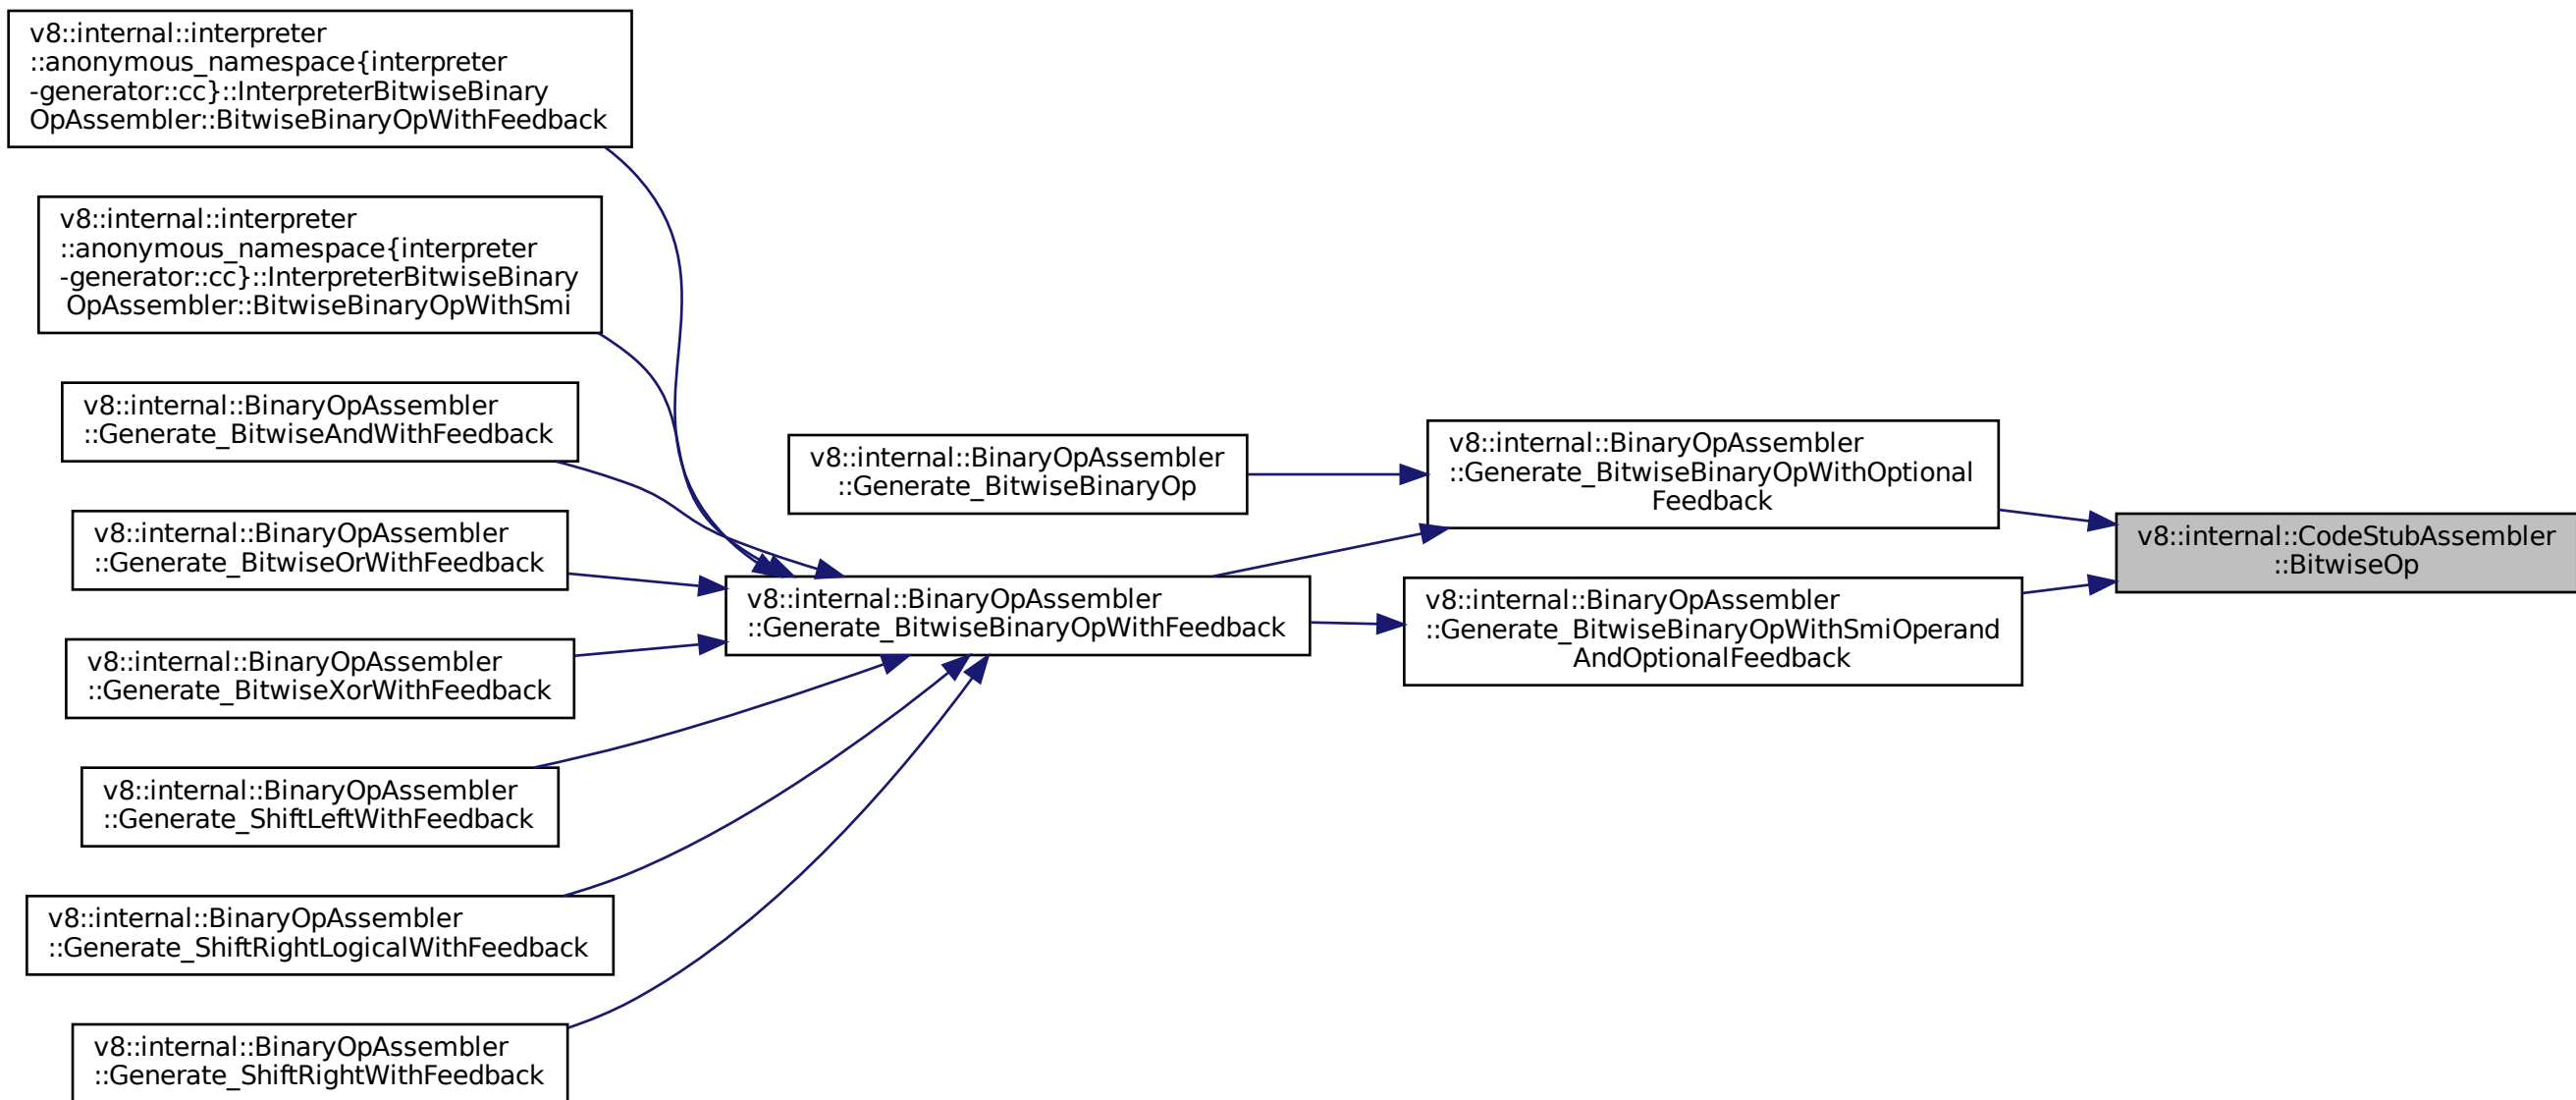 v8::internal::interpreter
::anonymous_namespace{interpreter
-generator::cc}::InterpreterBitwiseBinary
OpAssembler::BitwiseBinaryOpWithFeedback
v8::internal::interpreter
::anonymous_namespace{interpreter
-generator::cc}::InterpreterBitwiseBinary
OpAssembler::BitwiseBinaryOpWithSmi
v8::internal::BinaryOpAssembler
::Generate_BitwiseAndWithFeedback
v8::internal::BinaryOpAssembler
::Generate_BitwiseOrWithFeedback
v8::internal::BinaryOpAssembler
::Generate_BitwiseXorWithFeedback
v8::internal::BinaryOpAssembler
::Generate_ShiftLeftWithFeedback
v8::internal::BinaryOpAssembler
::Generate_ShiftRightLogicalWithFeedback
v8::internal::BinaryOpAssembler
::Generate_ShiftRightWithFeedback
v8::internal::BinaryOpAssembler
::Generate_BitwiseBinaryOp
v8::internal::BinaryOpAssembler
::Generate_BitwiseBinaryOpWithFeedback
v8::internal::BinaryOpAssembler
::Generate_BitwiseBinaryOpWithOptional
Feedback
v8::internal::BinaryOpAssembler
::Generate_BitwiseBinaryOpWithSmiOperand
AndOptionalFeedback
v8::internal::CodeStubAssembler
::BitwiseOp